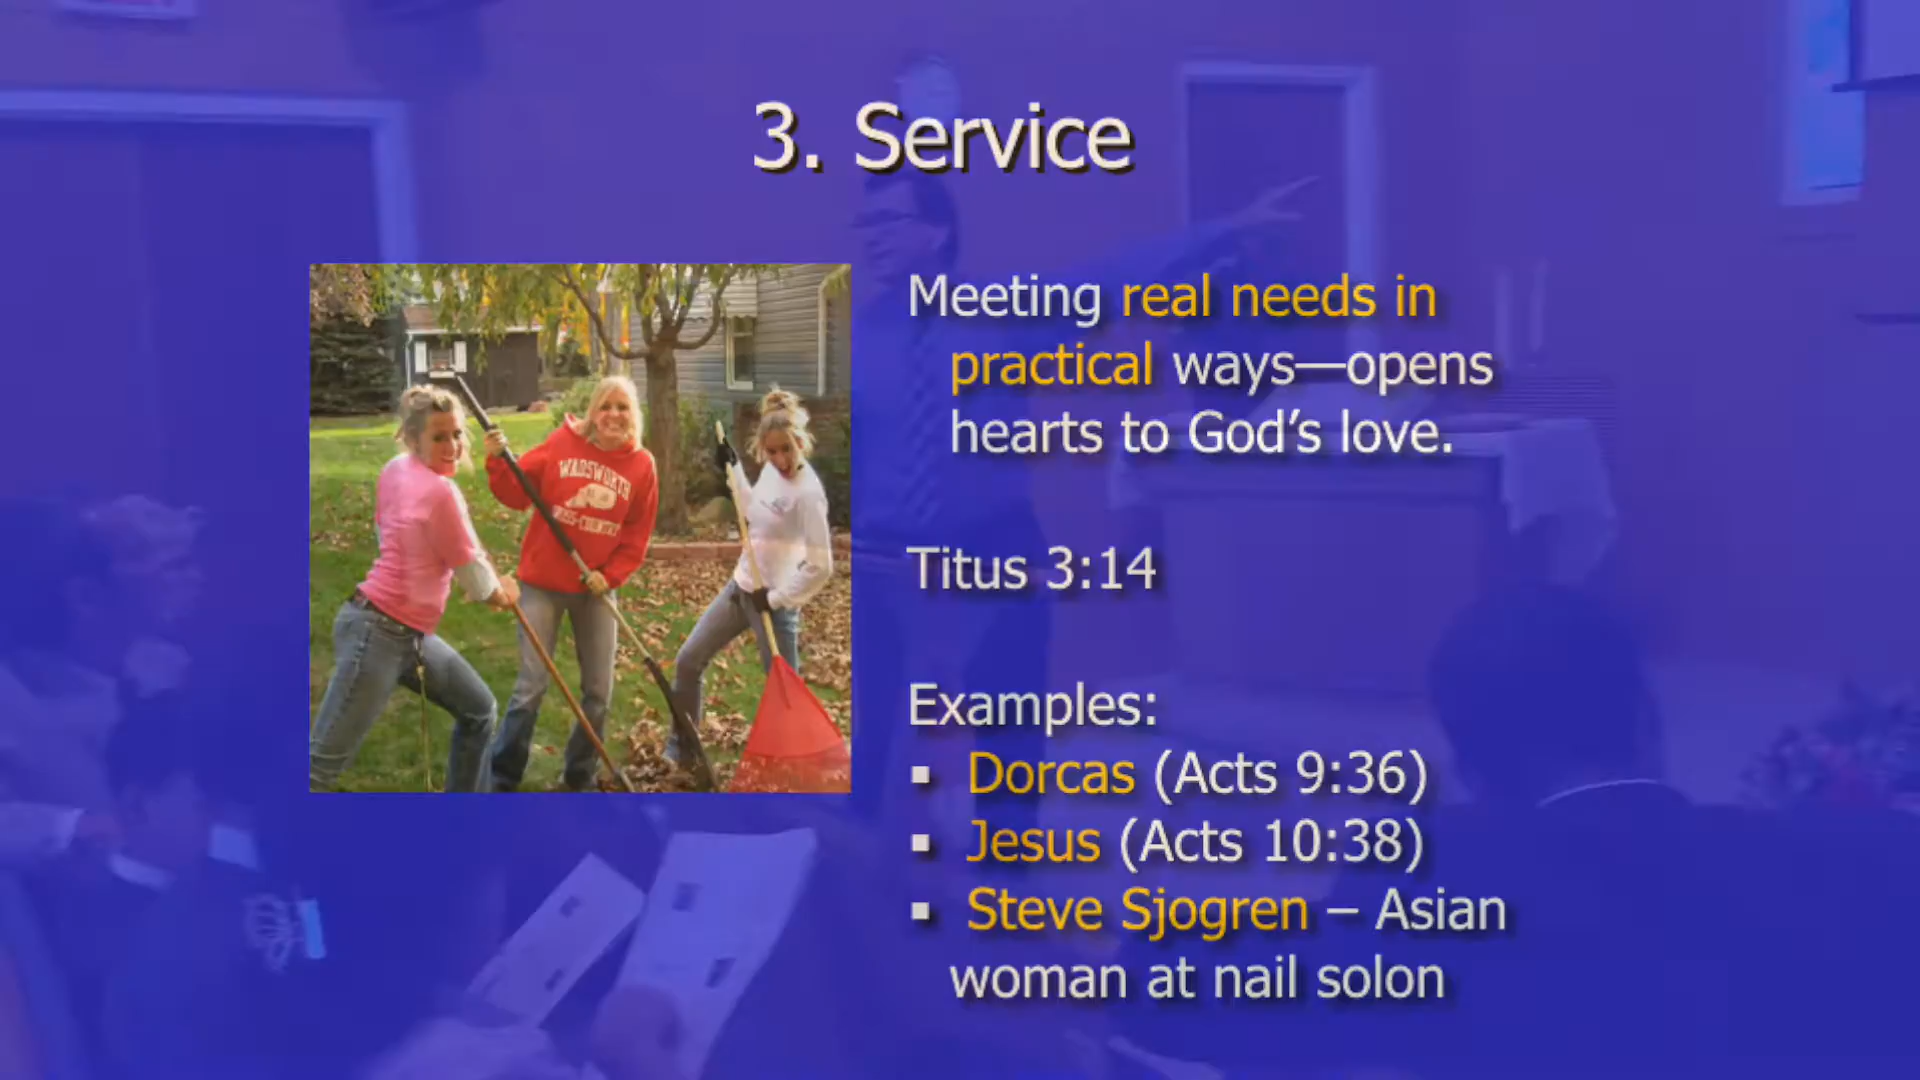 3. Service
WADSWORTH
Meeting real needs in
practical ways—opens
hearts to God's love.
Titus 3:14
Examples:
▪ Dorcas (Acts 9:36)
▪ Jesus (Acts 10:38)
▪ Steve Sjogren – Asian
woman at nail solon